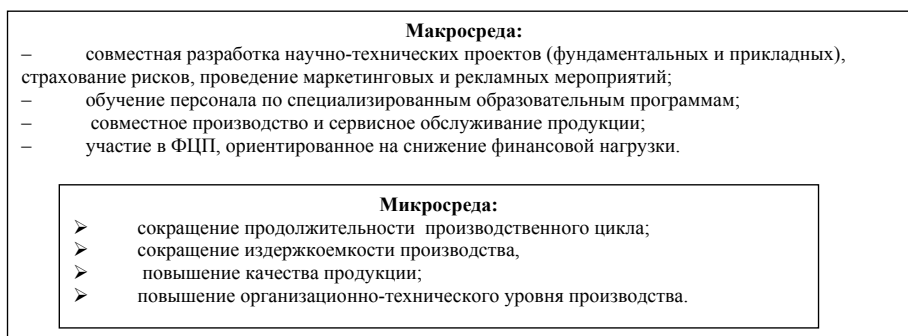 Макросреда:
– совместная разработка научно-технических проектов (фундаментальных и прикладных),
страхование рисков, проведение маркетинговых и рекламных мероприятий;
– обучение персонала по специализированным образовательным программам;
– совместное производство и сервисное обслуживание продукции;
– участие в ФЦП, ориентированное на снижение финансовой нагрузки.
Микросреда:
➢ сокращение продолжительности производственного цикла;
➢ сокращение издержкоемкости производства,
➢ повышение качества продукции;
➢ повышение организационно-технического уровня производства.